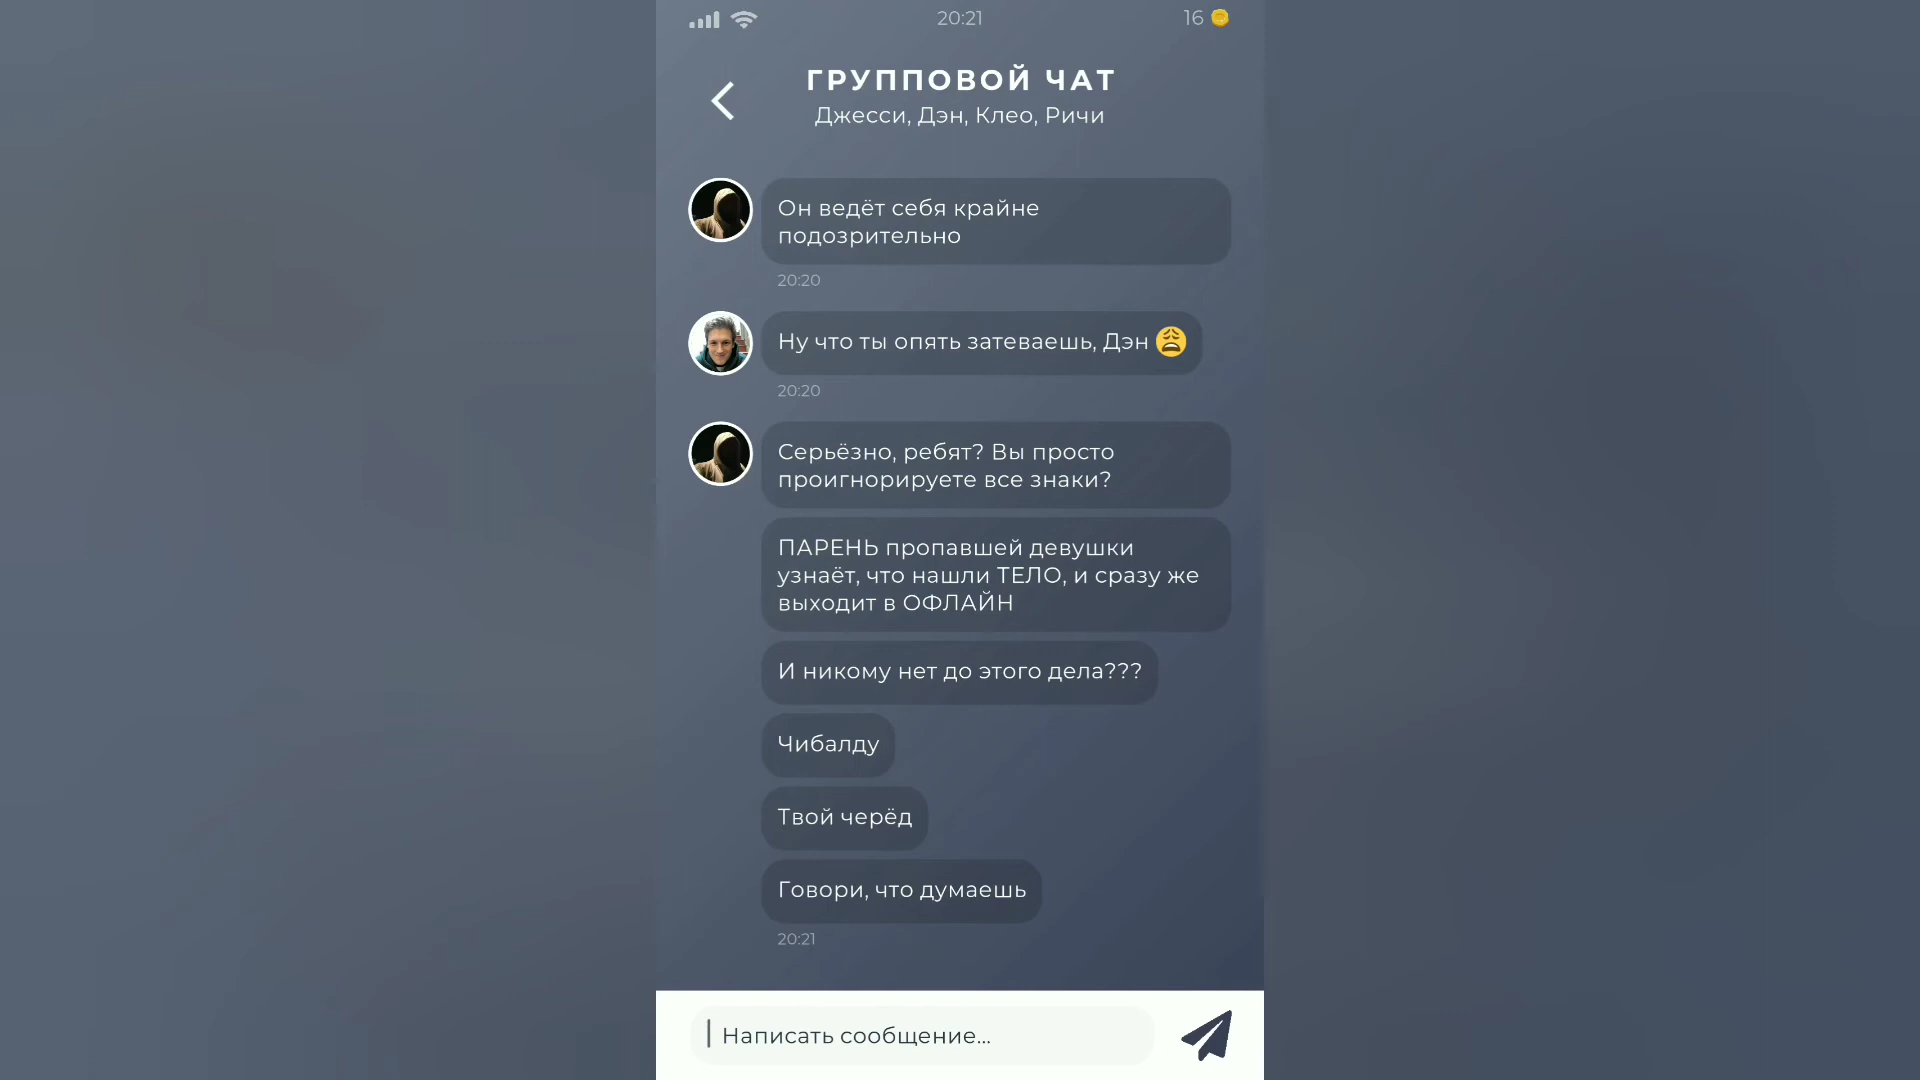 20:21
16
ГРУППОВОЙ ЧАТ
Джесси, Дэн, Клео, Ричи
Он ведёт себя крайне
подозрительно
20:20
Ну что ты опять затеваешь, Дэн 😩
20:20
Серьёзно, ребят? Вы просто
проигнорируете все знаки?
ПАРЕНЬ пропавшей девушки
узнаёт, что нашли ТЕЛО, и сразу же
выходит в ОФЛАЙН
И никому нет до этого дела???
Чибалду
Твой черёд
Говори, что думаешь
20:21
Написать сообщение...